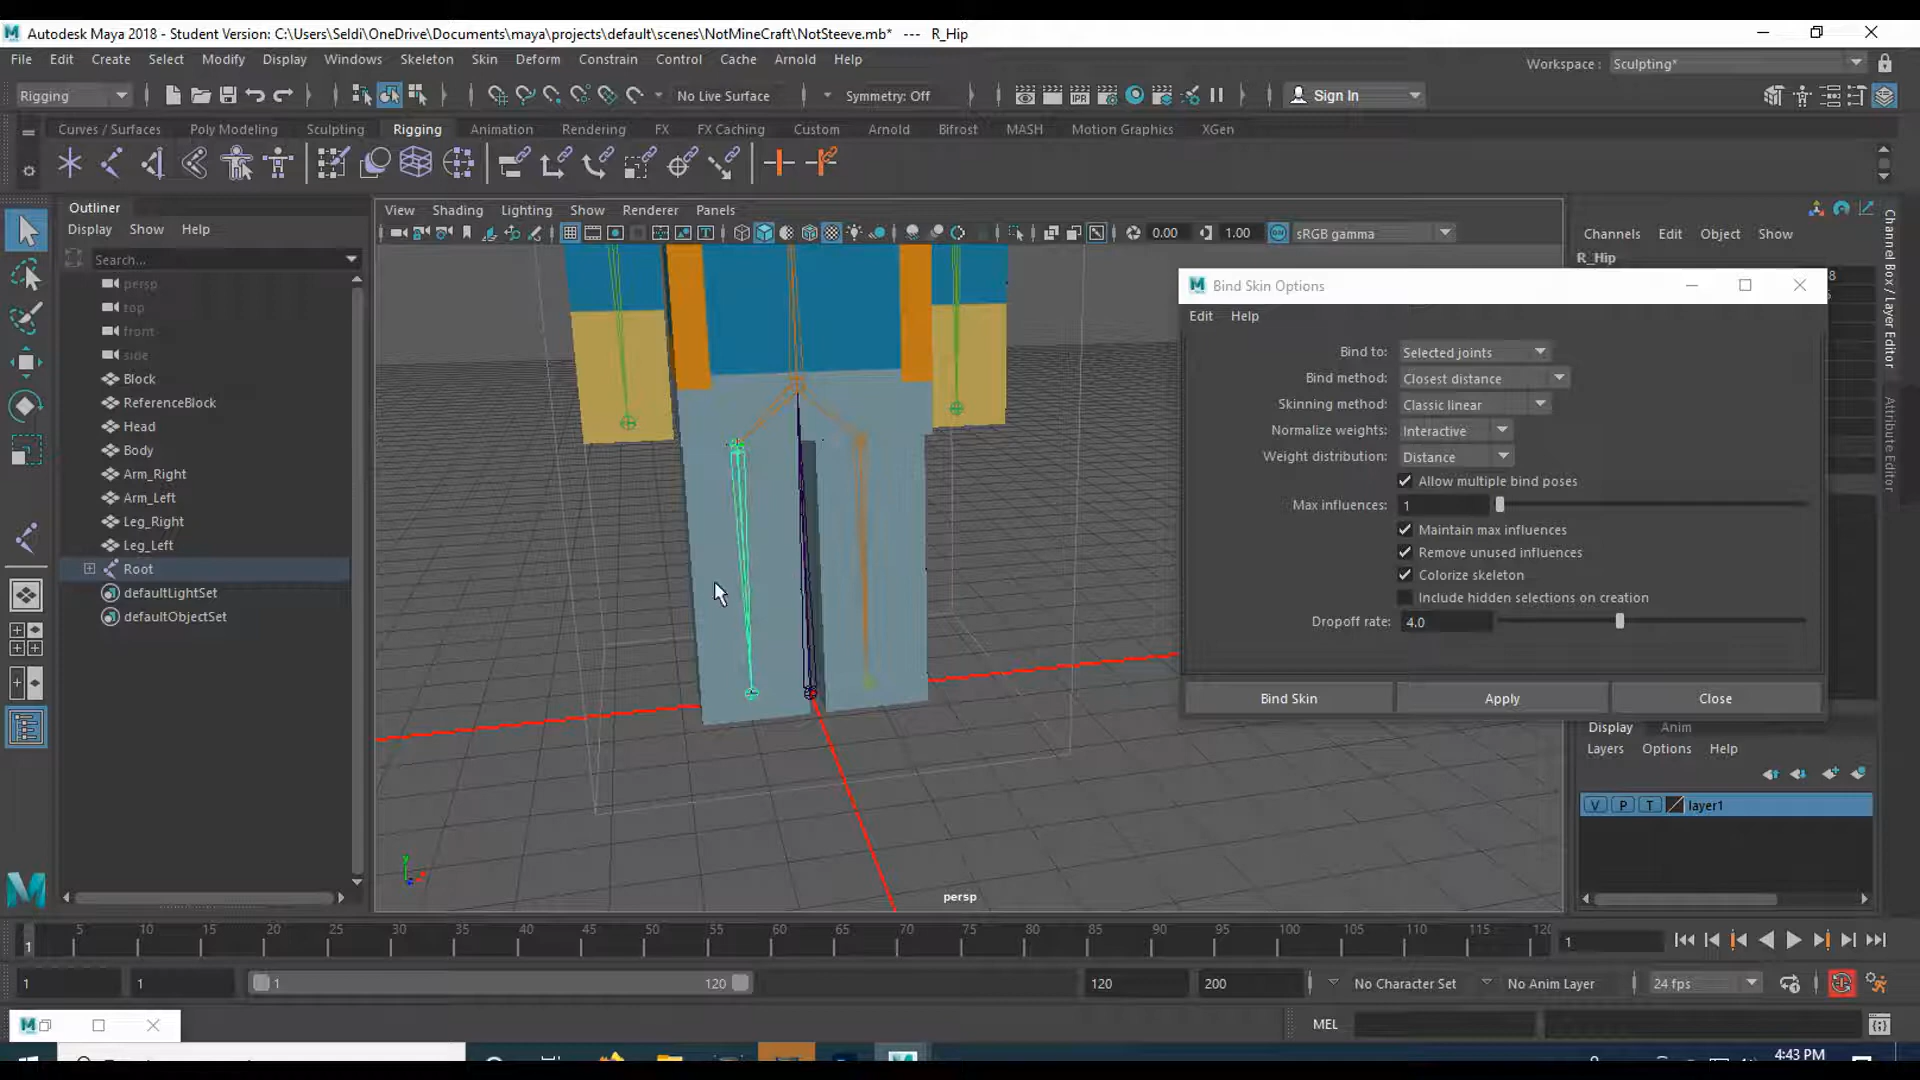 Autodesk Maya 2018 - Student Version: C:\Users\Seldi\OneDrive\Documents\maya\projects\default\scenes\NotMineCraft\NotSteeve.mb* --- R_Hip
File Edit Create Select Modify Display Windows Skeleton Skin Deform Constrain Control Cache Arnold Help
Workspace : Sculpting*
Rigging
No Live Surface
Symmetry: Off
Sign In
Curves / Surfaces Poly Modeling Sculpting Rigging Animation Rendering FX FX Caching Custom Arnold Bifrost MASH Motion Graphics XGen
IPR
Outliner
Display Show Help
Search...
persp
top
front
side
Block
ReferenceBlock
Head
Body
Arm_Right
Arm_Left
Leg_Right
Leg_Left
Root
defaultLightSet
defaultObjectSet
View Shading Lighting Show Renderer Panels
0.00 1.00 ON sRGB gamma
persp
Channels Edit Object Show
R_Hip
8
Channel Box / Layer Editor
Attribute Editor
Bind Skin Options
Edit Help
Bind to: Selected joints
Bind method: Closest distance
Skinning method: Classic linear
Normalize weights: Interactive
Weight distribution: Distance
Allow multiple bind poses
Max influences: 1
Maintain max influences
Remove unused influences
Colorize skeleton
Include hidden selections on creation
Dropoff rate: 4.0
Bind Skin Apply Close
Display Anim
Layers Options Help
V P T layer1
5 10 15 20 25 30 35 40 45 50 55 60 65 70 75 80 85 90 95 100 105 110 115 120
1
1
1 1 1 120 120 200 No Character Set No Anim Layer 24 fps
MEL
4:43 PM